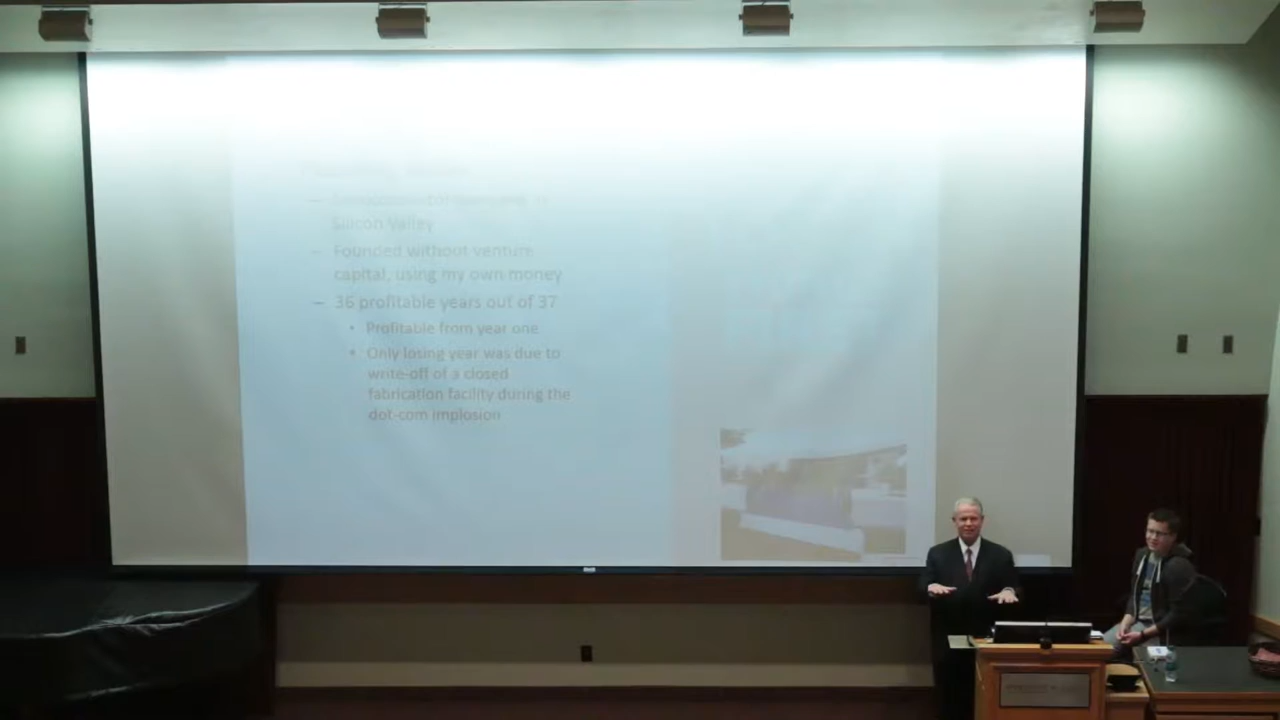 Silicon Valley
– Founded without venture
capital, using my own money
– 36 profitable years out of 37
• Profitable from year one
• Only losing year was due to
write-off of a closed
fabrication facility during the
dot-com implosion